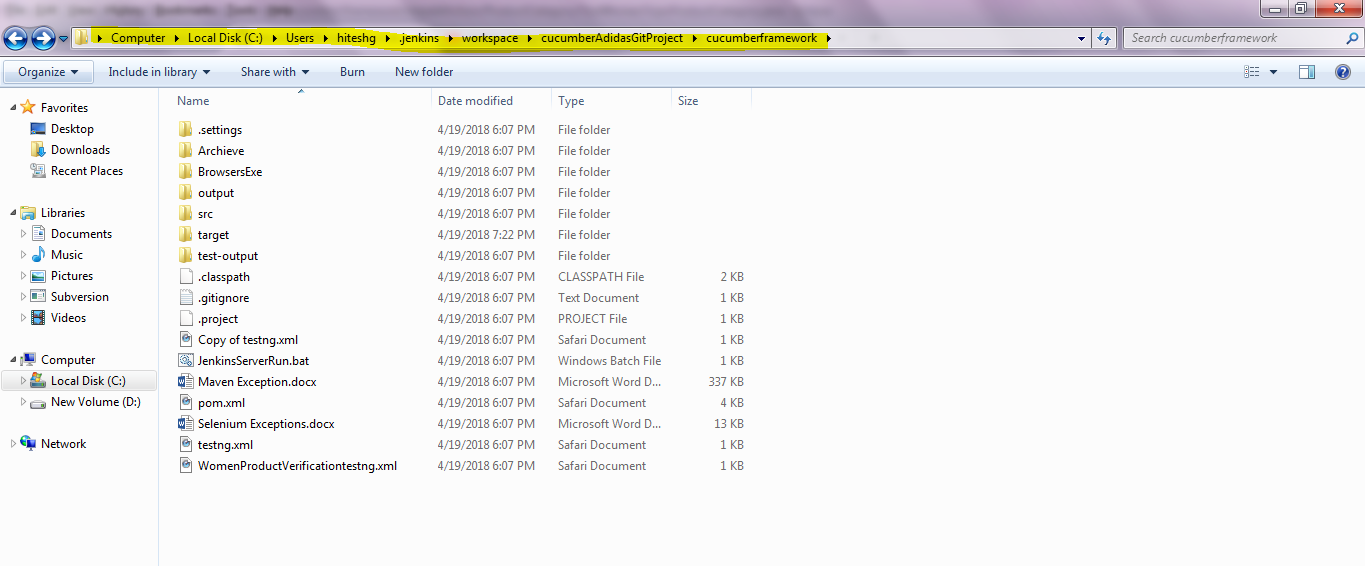 Computer Local Disk (C:) Users hiteshg .jenkins workspace cucumberAdidasGitProject cucumberframework Search cucumberframework
Organize Include in library Share with Burn New folder
Name Date modified Type Size
Favorites
Desktop
Downloads
Recent Places
Libraries
Documents
Music
Pictures
Subversion
Videos
Computer
Local Disk (C:)
New Volume (D:)
Network
.settings 4/19/2018 6:07 PM File folder
Archieve 4/19/2018 6:07 PM File folder
BrowsersExe 4/19/2018 6:07 PM File folder
output 4/19/2018 6:07 PM File folder
src 4/19/2018 6:07 PM File folder
target 4/19/2018 7:22 PM File folder
test-output 4/19/2018 6:07 PM File folder
.classpath 4/19/2018 6:07 PM CLASSPATH File 2 KB
.gitignore 4/19/2018 6:07 PM Text Document 1 KB
.project 4/19/2018 6:07 PM PROJECT File 1 KB
Copy of testng.xml 4/19/2018 6:07 PM Safari Document 1 KB
JenkinsServerRun.bat 4/19/2018 6:07 PM Windows Batch File 1 KB
Maven Exception.docx 4/19/2018 6:07 PM Microsoft Word D... 337 KB
pom.xml 4/19/2018 6:07 PM Safari Document 4 KB
Selenium Exceptions.docx 4/19/2018 6:07 PM Microsoft Word D... 13 KB
testng.xml 4/19/2018 6:07 PM Safari Document 1 KB
WomenProductVerificationtestng.xml 4/19/2018 6:07 PM Safari Document 1 KB